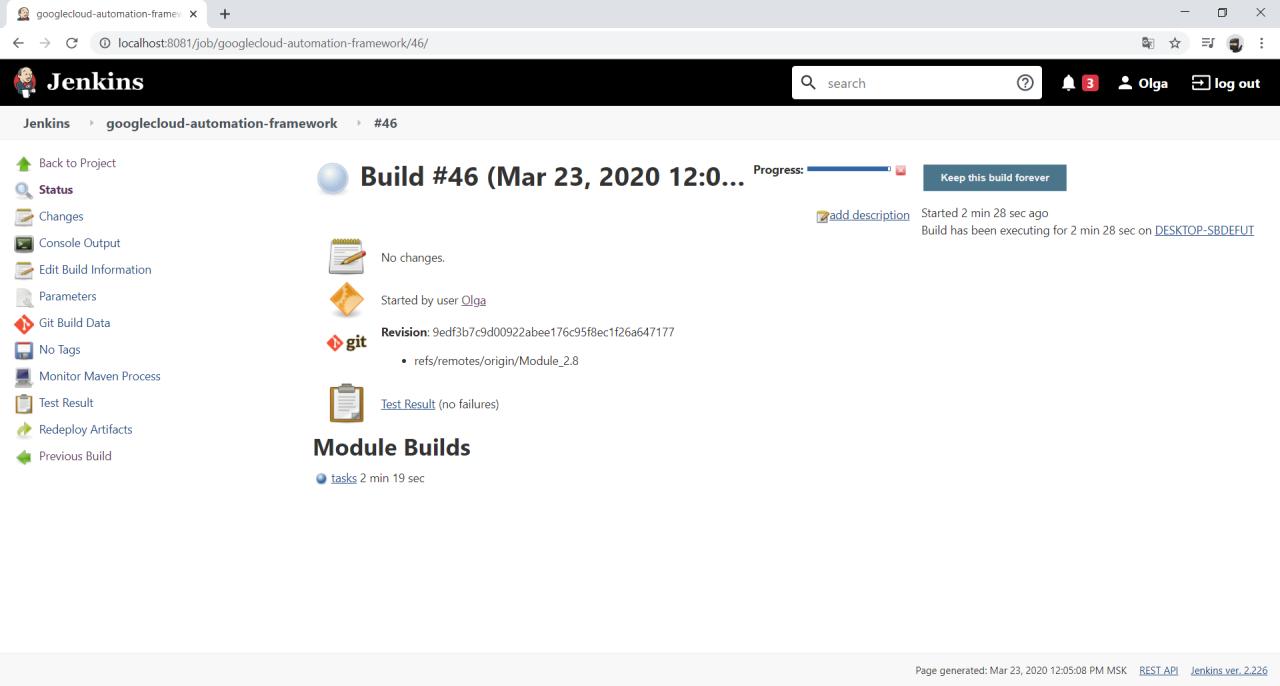 googlecloud-automation-framew
localhost:8081/job/googlecloud-automation-framework/46/
Jenkins
search
3
Olga
log out
Jenkins
googlecloud-automation-framework
#46
Back to Project
Status
Changes
Console Output
Edit Build Information
Parameters
Git Build Data
No Tags
Monitor Maven Process
Test Result
Redeploy Artifacts
Previous Build
Build #46 (Mar 23, 2020 12:0...
Progress:
Keep this build forever
add description
Started 2 min 28 sec ago
Build has been executing for 2 min 28 sec on DESKTOP-SBDEFUT
No changes.
Started by user Olga
git
Revision: 9edf3b7c9d00922abee176c95f8ec1f26a647177
refs/remotes/origin/Module_2.8
Test Result (no failures)
Module Builds
tasks 2 min 19 sec
Page generated: Mar 23, 2020 12:05:08 PM MSK REST API Jenkins ver. 2.226